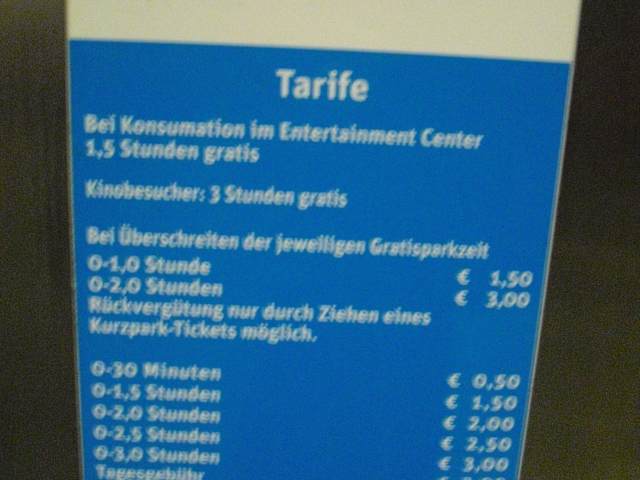 Tarife
Bei Konsumation im Entertainment Center
1,5 Stunden gratis
Kinobesucher: 3 Stunden gratis
Bei Überschreiten der jeweiligen Gratisparkzeit
0-1,0 Stunde € 1,50
0-2,0 Stunden € 3,00
Rückvergütung nur durch Ziehen eines
Kurzpark-Tickets möglich.
0-30 Minuten € 0,50
0-1,5 Stunden € 1,50
0-2,0 Stunden € 2,00
0-2,5 Stunden € 2,50
0-3,0 Stunden € 3,00
Tagesgebühr